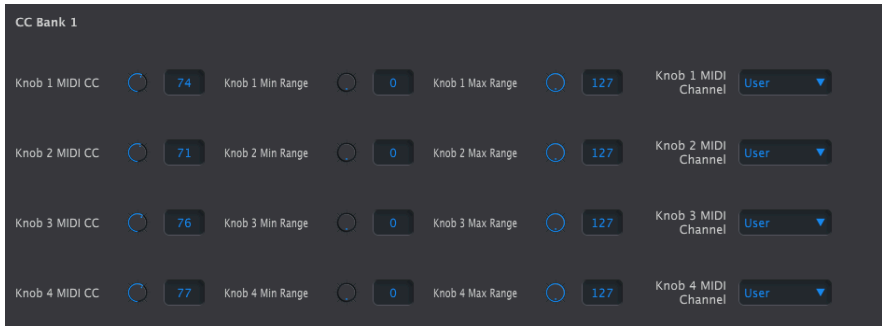 CC Bank 1
Knob 1 MIDI CC 74 Knob 1 Min Range 0 Knob 1 Max Range 127 Knob 1 MIDI Channel User
Knob 2 MIDI CC 71 Knob 2 Min Range 0 Knob 2 Max Range 127 Knob 2 MIDI Channel User
Knob 3 MIDI CC 76 Knob 3 Min Range 0 Knob 3 Max Range 127 Knob 3 MIDI Channel User
Knob 4 MIDI CC 77 Knob 4 Min Range 0 Knob 4 Max Range 127 Knob 4 MIDI Channel User